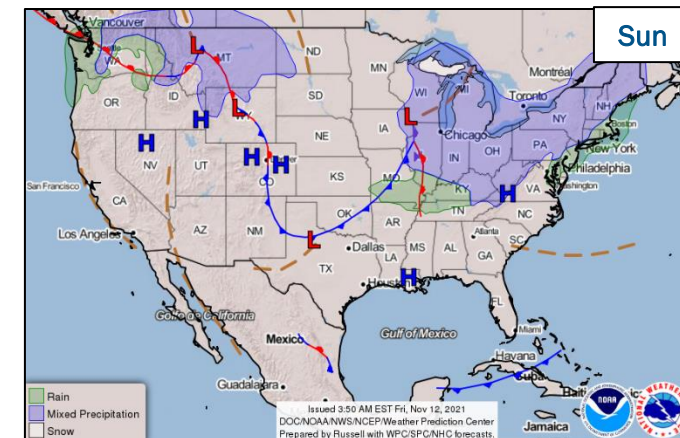 Sun
Vancouver
WA
MT
ND
MN
Montréal
OR
ID
WY
SD
WI
MI
Toronto
NH
Boston
NY
New York
IA
Chicago
PA
Philadelphia
NV
UT
NE
IN
OH
Washington
San Francisco
CO
KS
MO
KY
VA
CA
TN
NC
Los Angeles
AZ
NM
OK
AR
Atlanta
SC
Dallas
MS
AL
GA
TX
LA
Houston
FL
Golfo de California
Gulf of Mexico
Miami
Mexico
Havana
Cuba
Guadalajara
Jamaica
H
H
H
H
H
H
L
L
L
L
Rain
Mixed Precipitation
Snow
Issued 3:50 AM EST Fri, Nov 12, 2021
DOC/NOAA/NWS/NCEP/Weather Prediction Center
Prepared by Russell with WPC/SPC/NHC forecasts.
NOAA